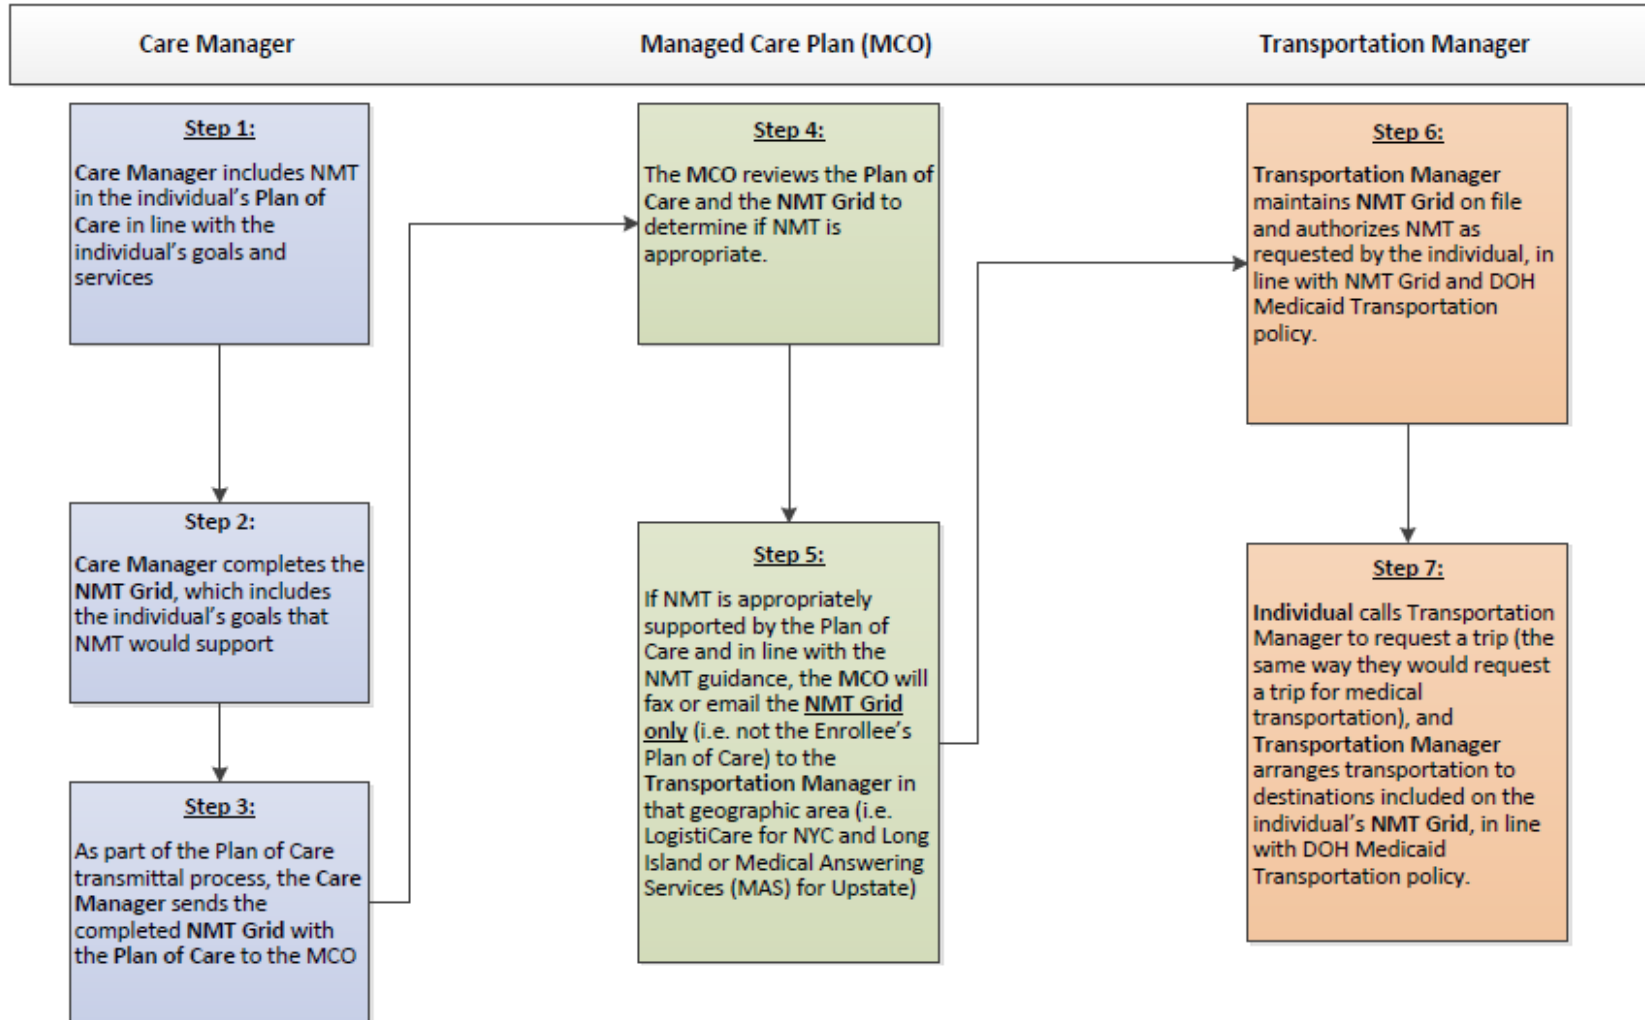 Care Manager
Managed Care Plan (MCO)
Transportation Manager
Step 1:
Care Manager includes NMT
in the individual's Plan of
Care in line with the
individual's goals and
services
Step 2:
Care Manager completes the
NMT Grid, which includes
the individual's goals that
NMT would support
Step 3:
As part of the Plan of Care
transmittal process, the Care
Manager sends the
completed NMT Grid with
the Plan of Care to the MCO
Step 4:
The MCO reviews the Plan of
Care and the NMT Grid to
determine if NMT is
appropriate.
Step 5:
If NMT is appropriately
supported by the Plan of
Care and in line with the
NMT guidance, the MCO will
fax or email the NMT Grid
only (i.e. not the Enrollee's
Plan of Care) to the
Transportation Manager in
that geographic area (i.e.
LogistiCare for NYC and Long
Island or Medical Answering
Services (MAS) for Upstate)
Step 6:
Transportation Manager
maintains NMT Grid on file
and authorizes NMT as
requested by the individual, in
line with NMT Grid and DOH
Medicaid Transportation
policy.
Step 7:
Individual calls Transportation
Manager to request a trip (the
same way they would request
a trip for medical
transportation), and
Transportation Manager
arranges transportation to
destinations included on the
individual's NMT Grid, in line
with DOH Medicaid
Transportation policy.